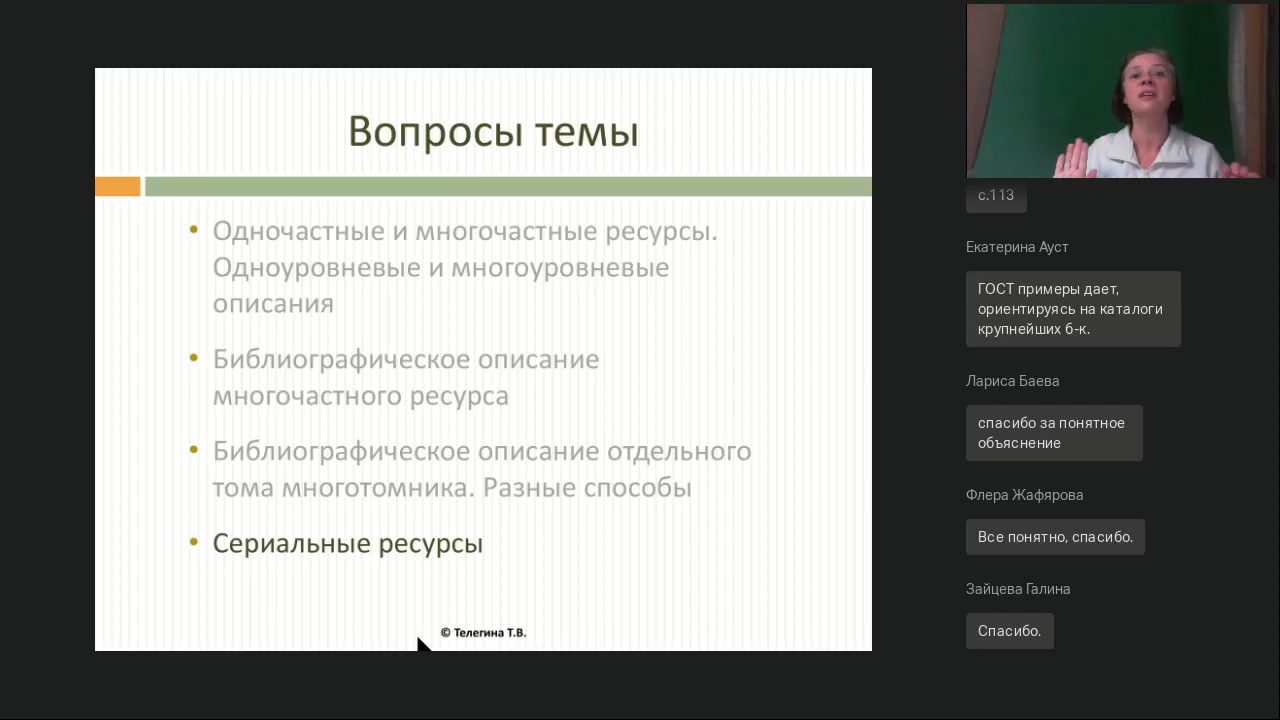 Вопросы темы
• Одночастные и многочастные ресурсы.
Одноуровневые и многоуровневые
описания
• Библиографическое описание
многочастного ресурса
• Библиографическое описание отдельного
тома многотомника. Разные способы
• Сериальные ресурсы
© Телегина Т.В.
с.113
Екатерина Ауст
ГОСТ примеры дает,
ориентируясь на каталоги
крупнейших б-к.
Лариса Баева
спасибо за понятное
объяснение
Флера Жафярова
Все понятно, спасибо.
Зайцева Галина
Спасибо.